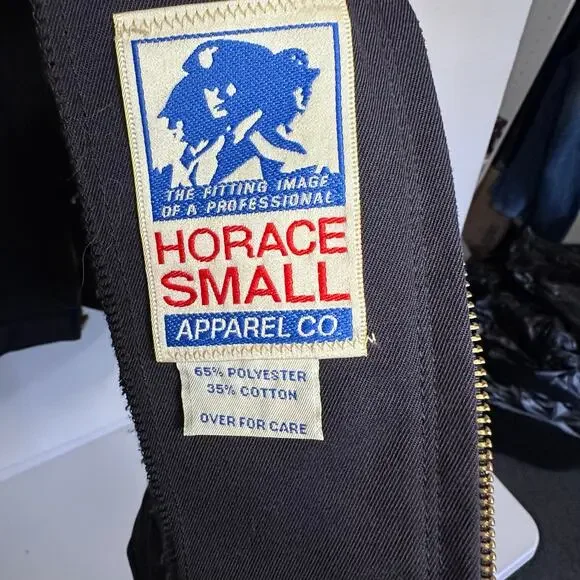 THE FITTING IMAGE
OF A PROFESSIONAL
HORACE
SMALL
APPAREL CO
65% POLYESTER
35% COTTON
OVER FOR CARE